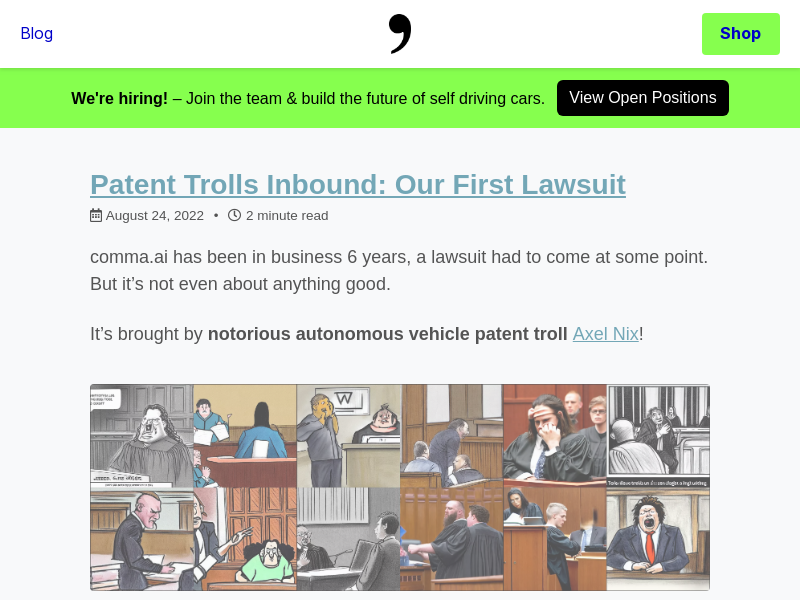 Blog
Shop
We're hiring! – Join the team & build the future of self driving cars.
View Open Positions
Patent Trolls Inbound: Our First Lawsuit
August 24, 2022 • 2 minute read
comma.ai has been in business 6 years, a lawsuit had to come at some point.
But it’s not even about anything good.
It’s brought by notorious autonomous vehicle patent troll Axel Nix!
W